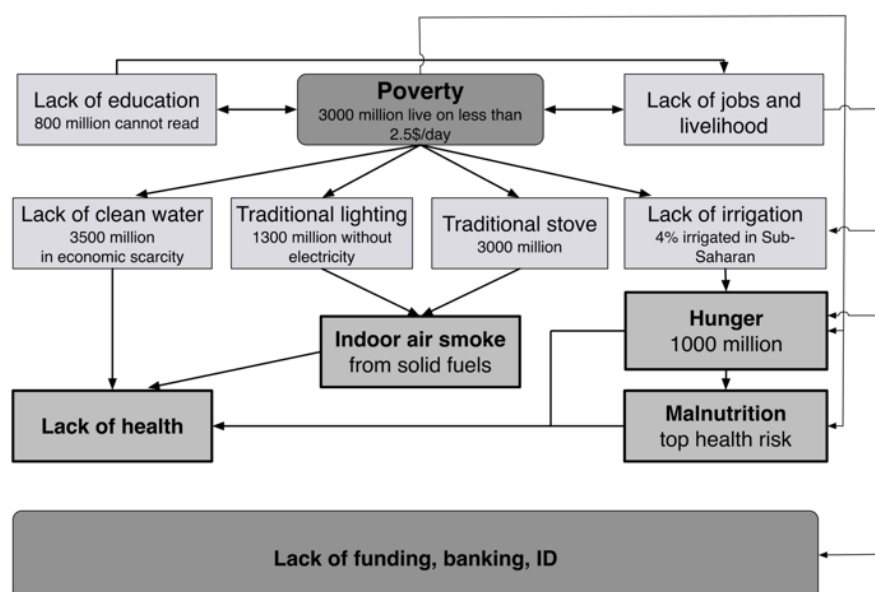 Lack of education
800 million cannot read
Poverty
3000 million live on less than
2.5$/day
Lack of jobs and
livelihood
Lack of clean water
3500 million
in economic scarcity
Traditional lighting
1300 million without
electricity
Traditional stove
3000 million
Lack of irrigation
4% irrigated in Sub-
Saharan
Indoor air smoke
from solid fuels
Hunger
1000 million
Lack of health
Malnutrition
top health risk
Lack of funding, banking, ID